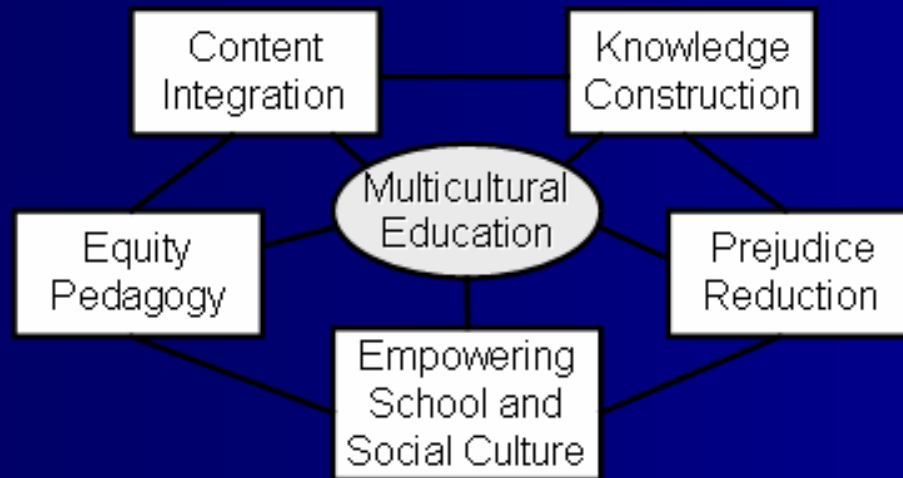 Content
Integration
Knowledge
Construction
Multicultural
Education
Equity
Pedagogy
Prejudice
Reduction
Empowering
School and
Social Culture